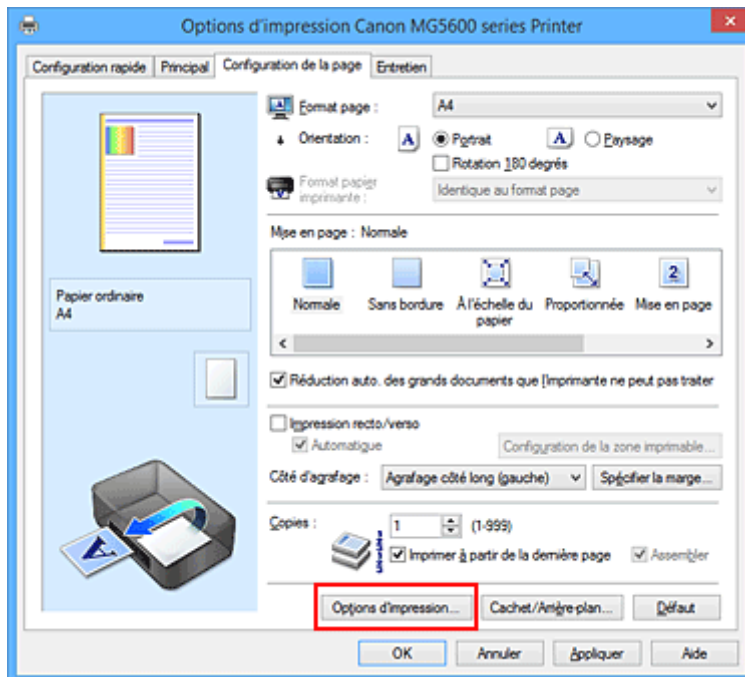 Options d'impression Canon MG5600 series Printer
Configuration rapide
Principal
Configuration de la page
Entretien
Format page :
A4
Orientation :
A
Portrait
A
Paysage
Rotation 180 degrés
Format papier
imprimante :
Identique au format page
Mise en page : Normale
2
Normale
Sans bordure
À l'échelle du
papier
Proportionnée
Mise en page
Papier ordinaire
A4
Réduction auto. des grands documents que l'imprimante ne peut pas traiter
Impression recto/verso
Automatique
Configuration de la zone imprimable...
Côté d'agrafage :
Agrafage côté long (gauche)
Spécifier la marge...
Copies :
1
(1-999)
Imprimer à partir de la dernière page
Assembler
A
Options d'impression...
Cachet/Arrière-plan...
Défaut
OK
Annuler
Appliquer
Aide